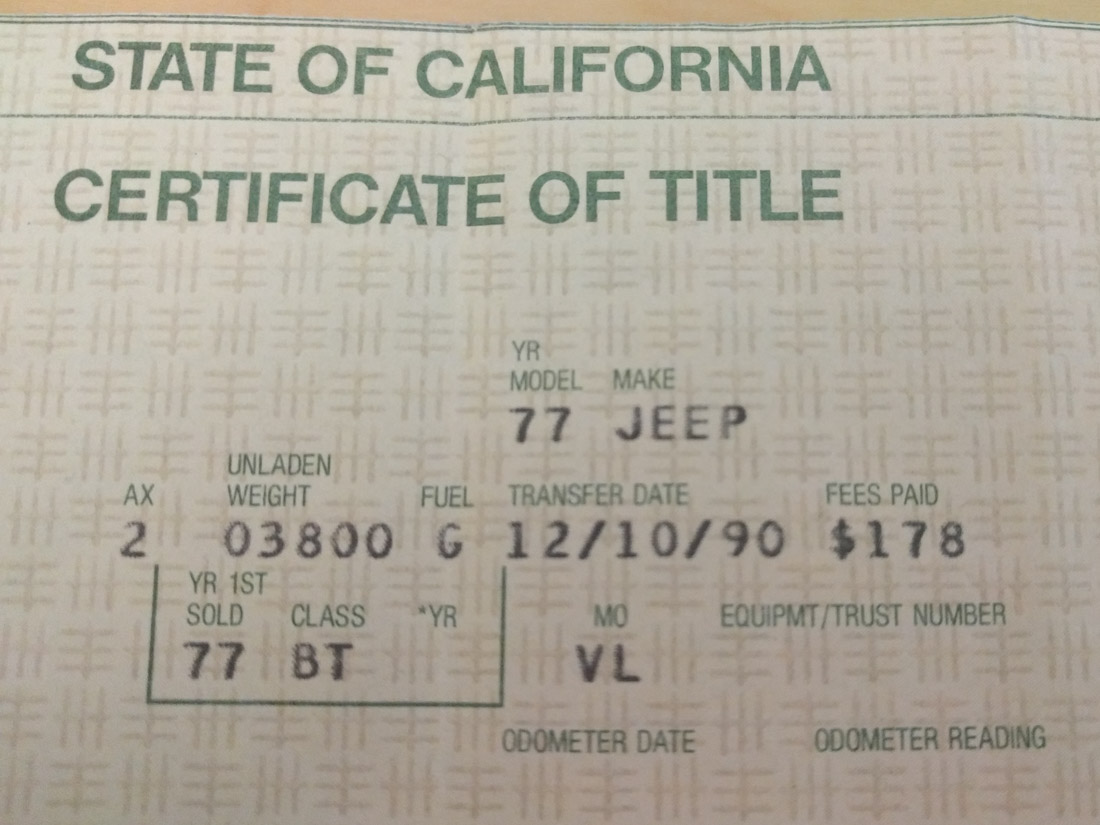 STATE OF CALIFORNIA
CERTIFICATE OF TITLE
YR
MODEL MAKE
77 JEEP
UNLADEN
AX WEIGHT FUEL TRANSFER DATE FEES PAID
2 03800 G 12/10/90 $178
YR 1ST
SOLD CLASS *YR MO EQUIPMT/TRUST NUMBER
77 BT VL
ODOMETER DATE ODOMETER READING